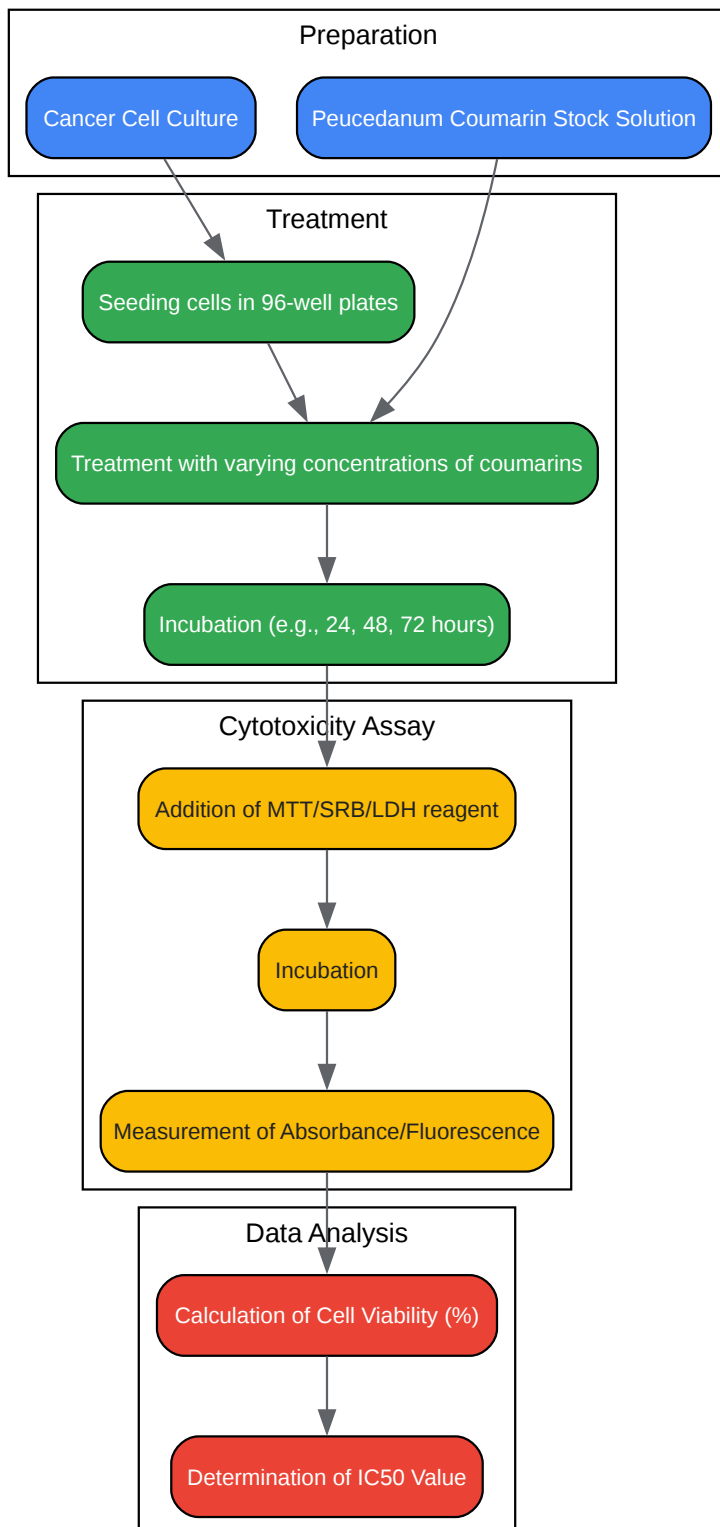 Preparation
Cancer Cell Culture
Peucedanum Coumarin Stock Solution
Treatment
Seeding cells in 96-well plates
Treatment with varying concentrations of coumarins
Incubation (e.g., 24, 48, 72 hours)
Cytotoxicity Assay
Addition of MTT/SRB/LDH reagent
Incubation
Measurement of Absorbance/Fluorescence
Data Analysis
Calculation of Cell Viability (%)
Determination of IC50 Value